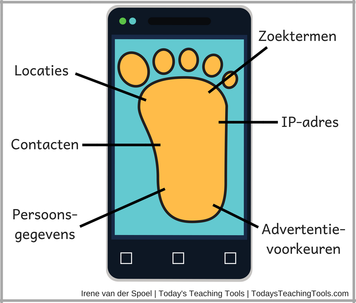 Zoektermen
Locaties
IP-adres
Contacten
Persoons-
gegevens
Advertentie-
voorkeuren
Irene van der Spoel | Today's Teaching Tools | TodaysTeachingTools.com